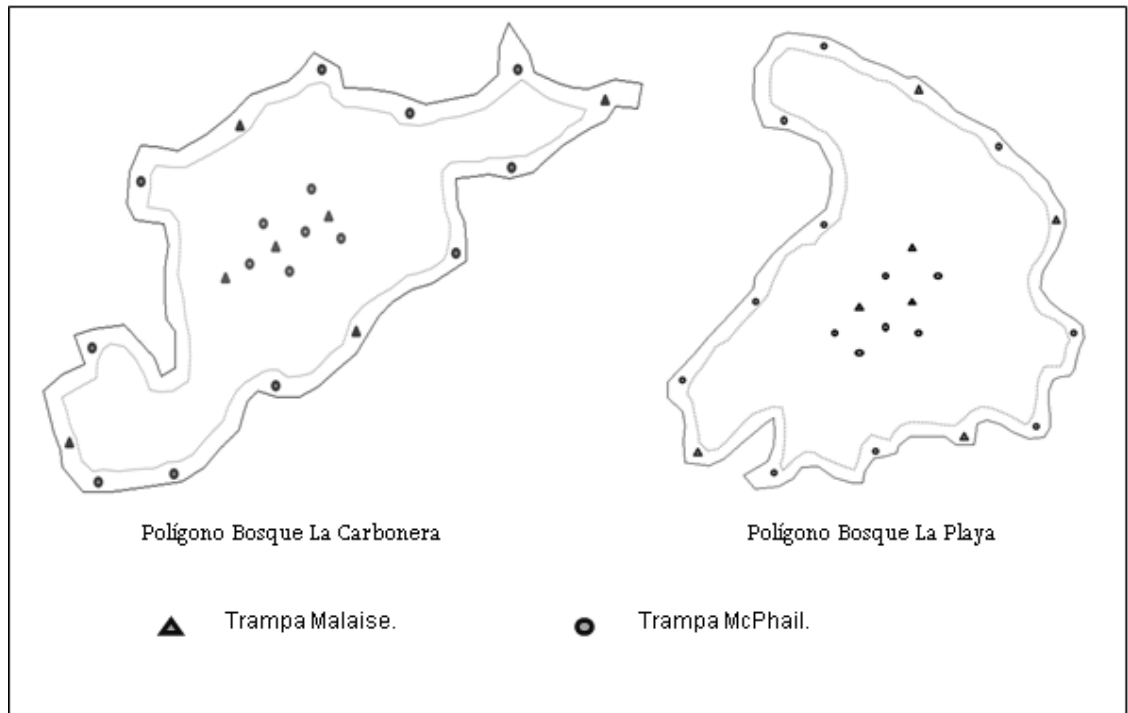 Polígono Bosque La Carbonera
Polígono Bosque La Playa
Trampa Malaise.
Trampa McPhail.